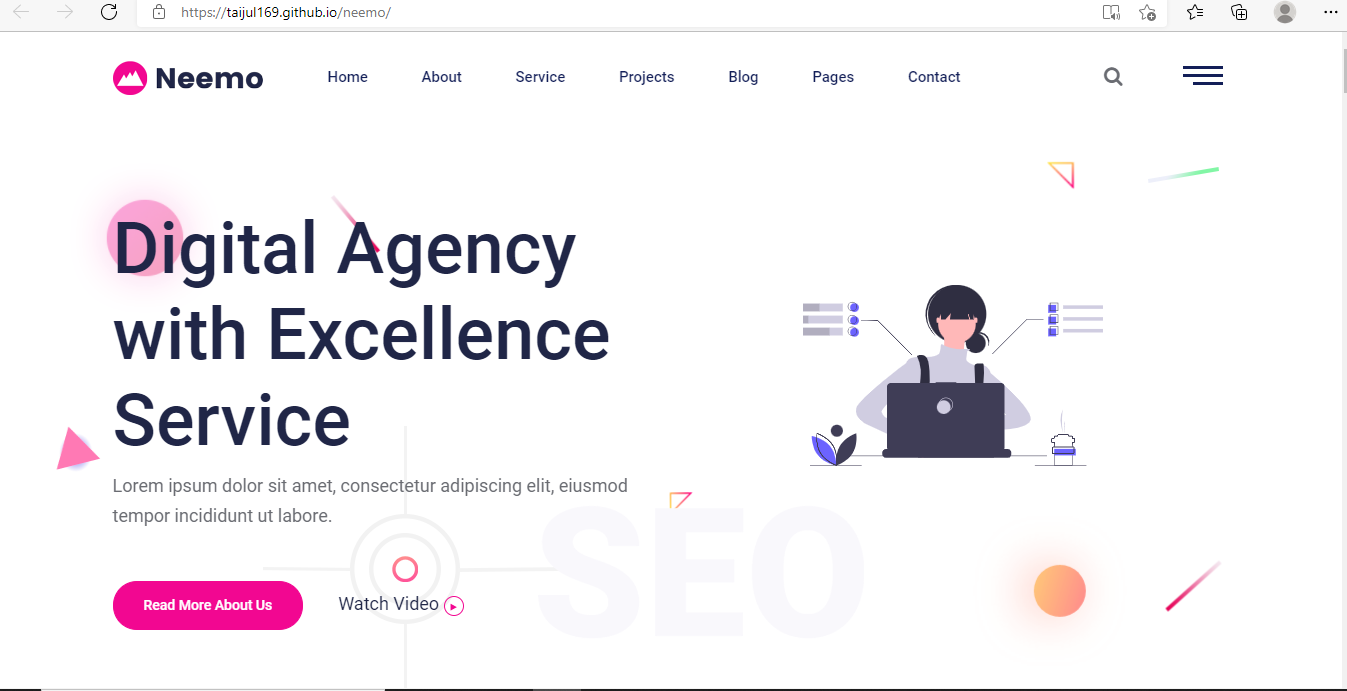 https://taijul169.github.io/neemo/
Neemo
Home
About
Service
Projects
Blog
Pages
Contact
Digital Agency
with Excellence
Service
Lorem ipsum dolor sit amet, consectetur adipiscing elit, eiusmod
tempor incididunt ut labore.
SEO
Read More About Us
Watch Video